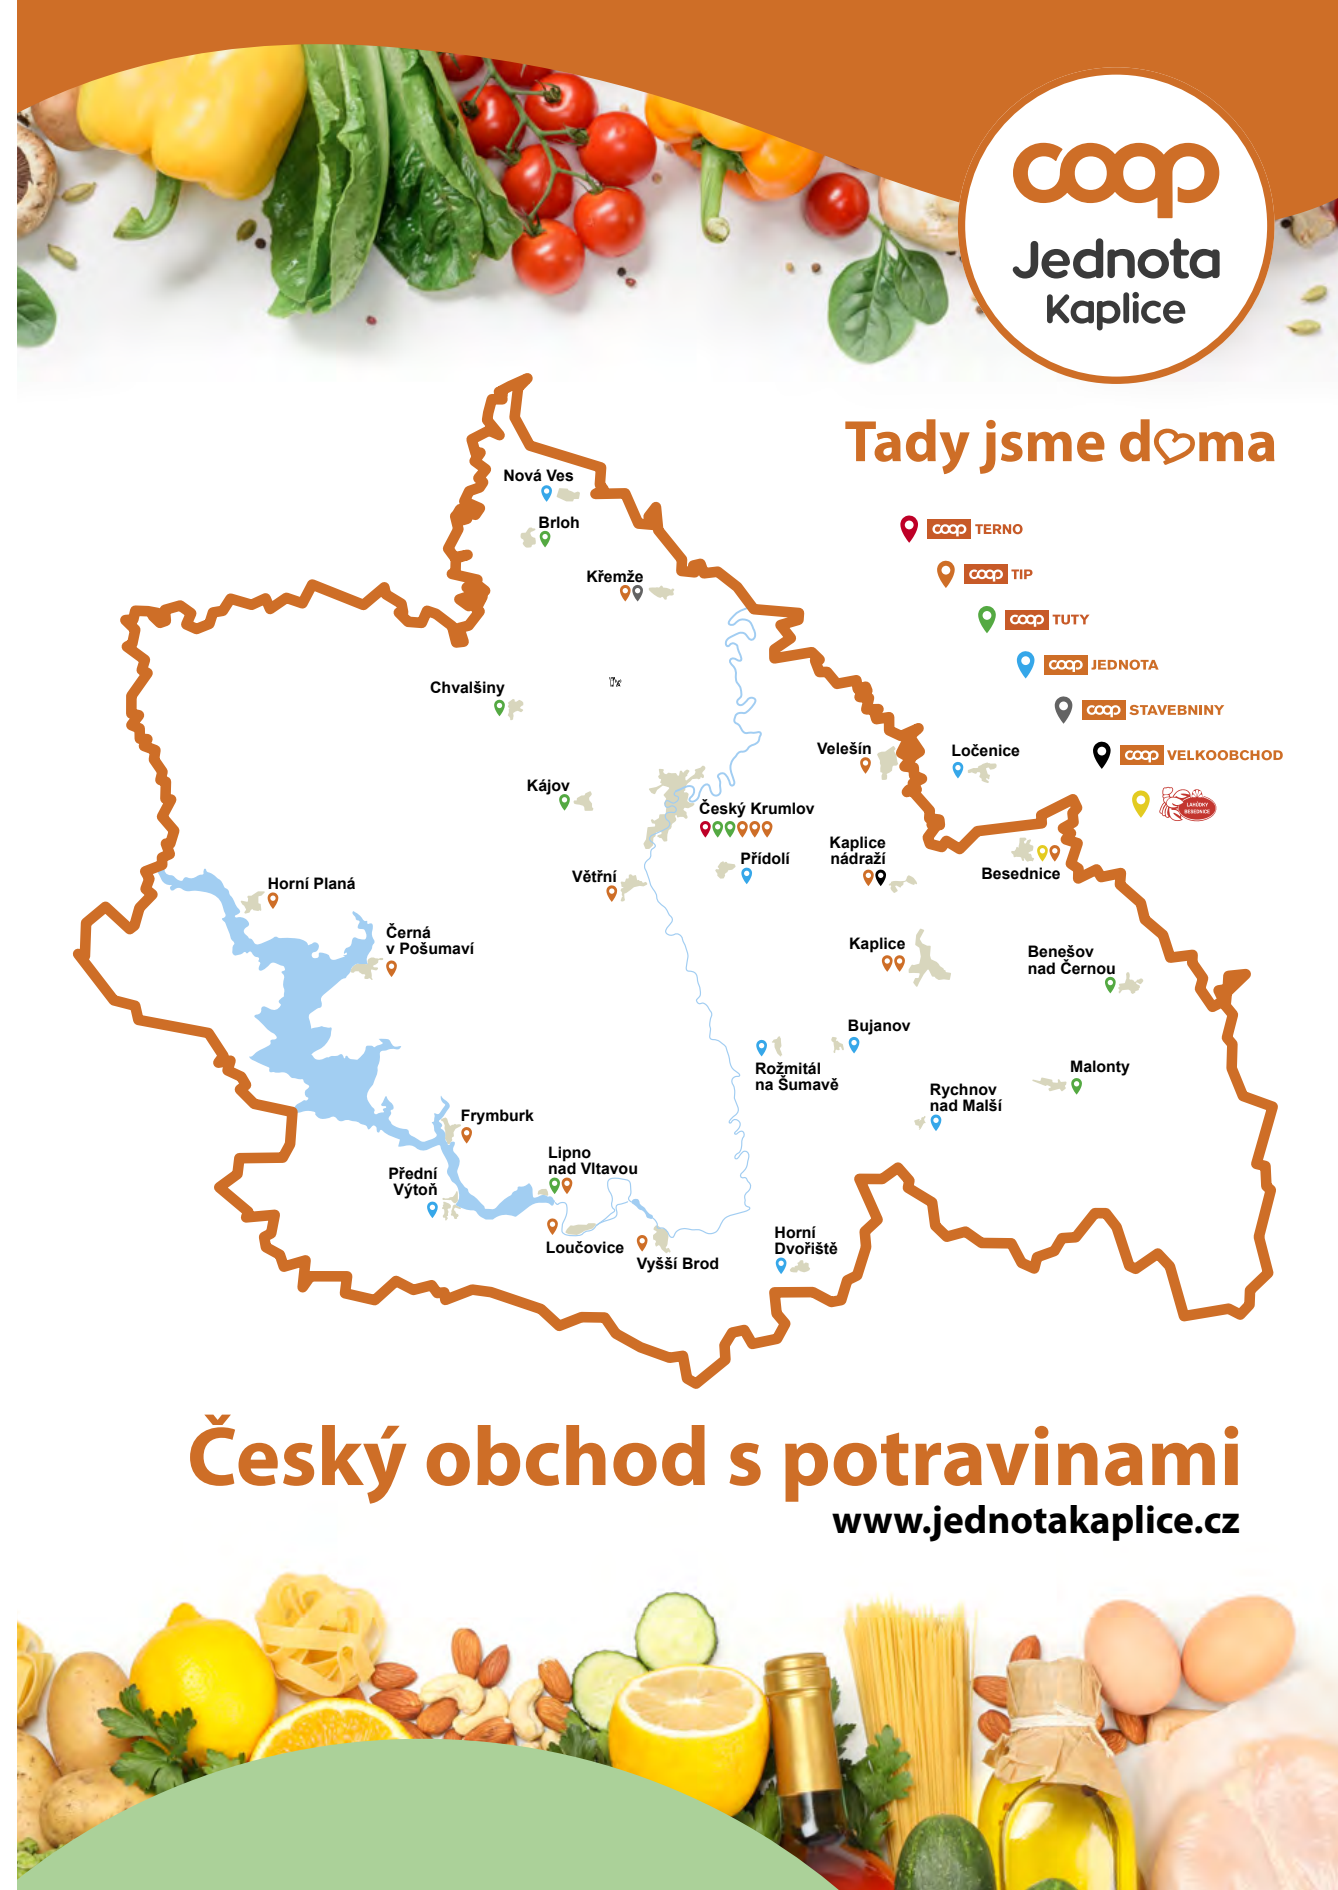 coop
Jednota
Kaplice
Tady jsme doma
coop TERNO
coop TIP
coop TUTY
coop JEDNOTA
coop STAVEBNINY
coop VELKOOBCHOD
LAHŮDKY
BESEDNICE
Nová Ves
Brloh
Křemže
Chvalšiny
Velešín
Ločenice
Kájov
Český Krumlov
Přídolí
Kaplice
nádraží
Besednice
Větřní
Horní Planá
Černá
v Pošumaví
Kaplice
Benešov
nad Černou
Bujanov
Rožmitál
na Šumavě
Malonty
Rychnov
nad Malší
Frymburk
Lipno
nad Vltavou
Přední
Výtoň
Loučovice
Vyšší Brod
Horní
Dvořiště
Český obchod s potravinami
www.jednotakaplice.cz